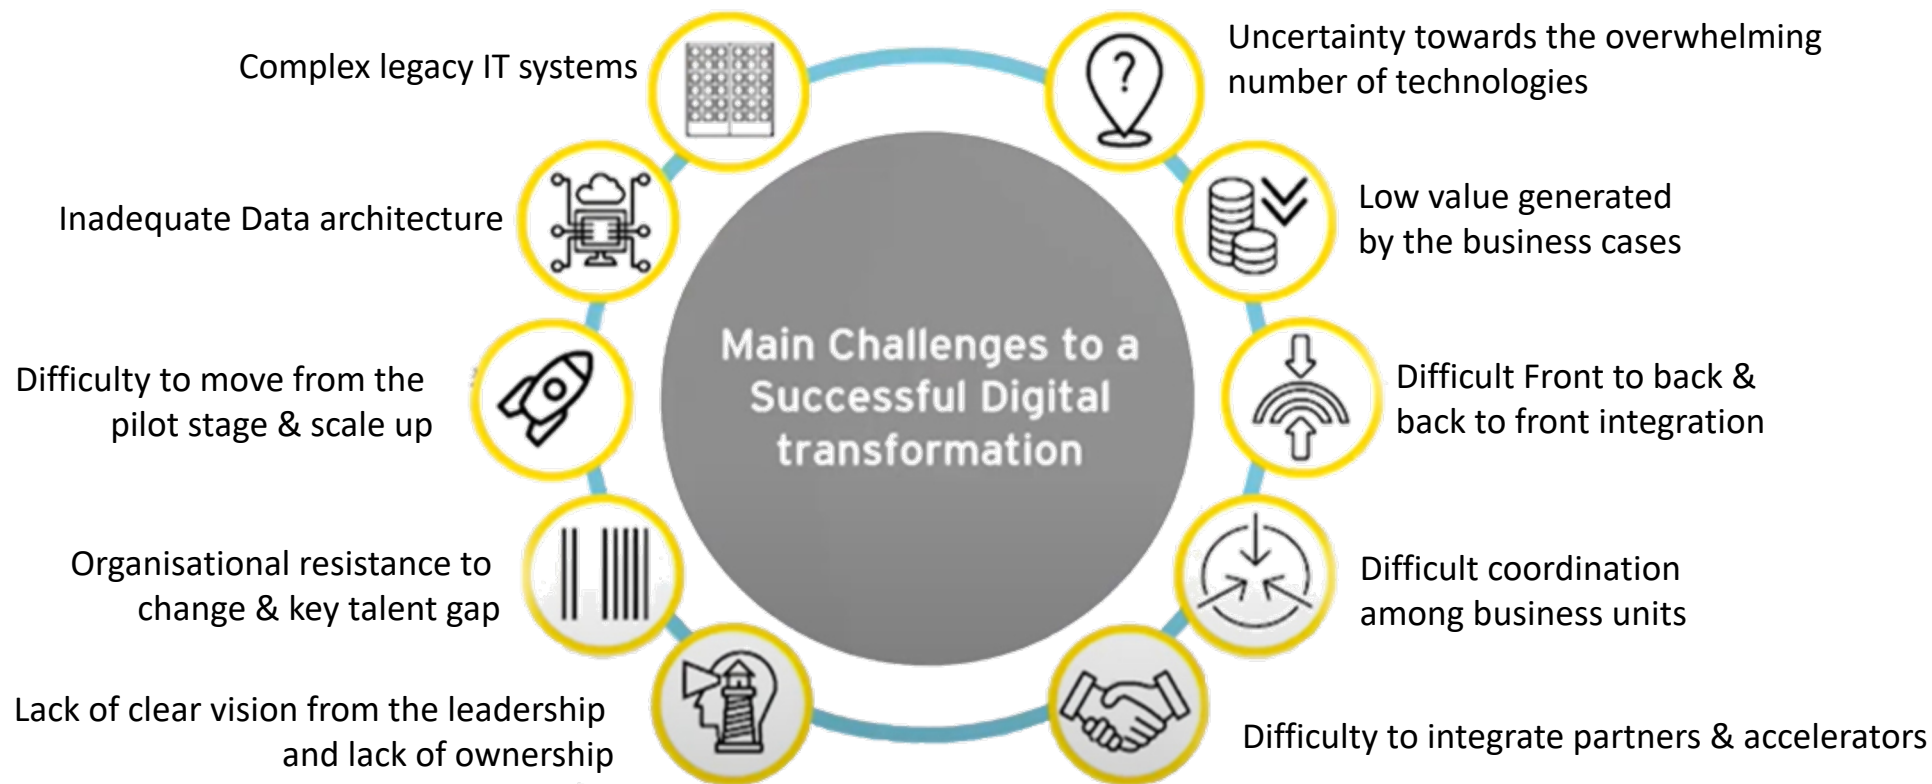 Complex legacy IT systems
Uncertainty towards the overwhelming
number of technologies
Inadequate Data architecture
Low value generated
by the business cases
Main Challenges to a
Successful Digital
transformation
Difficulty to move from the
pilot stage & scale up
Difficult Front to back &
back to front integration
Organisational resistance to
change & key talent gap
Difficult coordination
among business units
Lack of clear vision from the leadership
and lack of ownership
Difficulty to integrate partners & accelerators
?